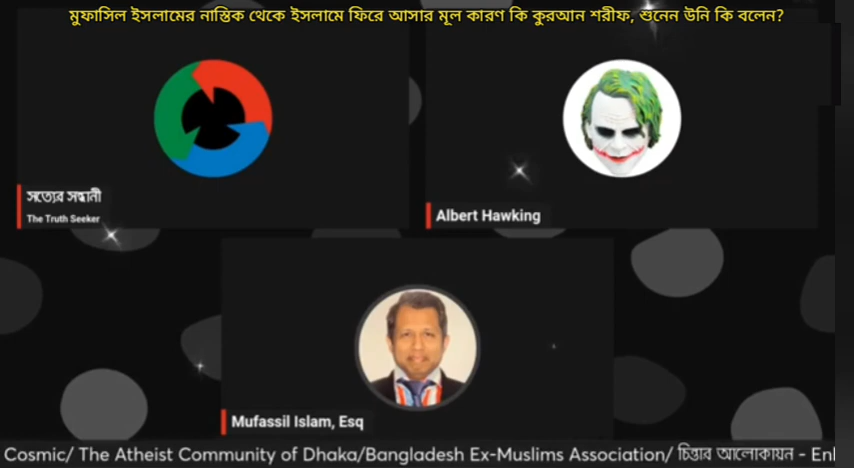 মুফাসিল ইসলামের নাস্তিক থেকে ইসলামে ফিরে আসার মূল কারণ কি কুরআন শরীফ, শুনেন উনি কি বলেন?
সত্যের সন্ধানী
The Truth Seeker
Albert Hawking
Mufassil Islam, Esq
Cosmic/ The Atheist Community of Dhaka/Bangladesh Ex-Muslims Association/ চিন্তার আলোকায়ন - Enl